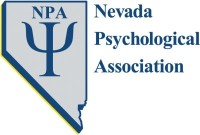 NPA
Ψ
Nevada
Psychological
Association